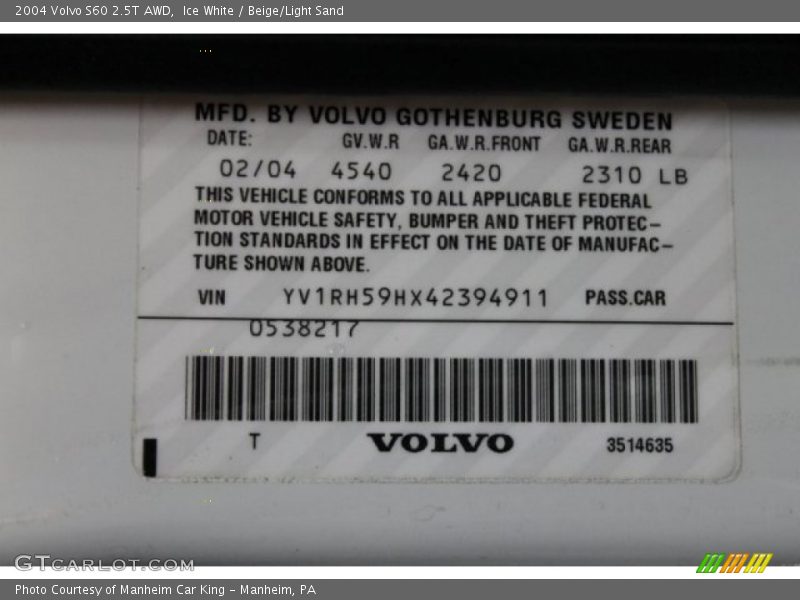 2004 Volvo S60 2.5T AWD, Ice White / Beige/Light Sand
MFD. BY VOLVO GOTHENBURG SWEDEN
DATE: GV.W.R GA.W.R.FRONT GA.W.R.REAR
02/04 4540 2420 2310 LB
THIS VEHICLE CONFORMS TO ALL APPLICABLE FEDERAL
MOTOR VEHICLE SAFETY, BUMPER AND THEFT PROTEC-
TION STANDARDS IN EFFECT ON THE DATE OF MANUFAC-
TURE SHOWN ABOVE.
VIN YV1RH59HX42394911 PASS.CAR
0538217
T VOLVO 3514635
GTCARLOT.COM
Photo Courtesy of Manheim Car King - Manheim, PA